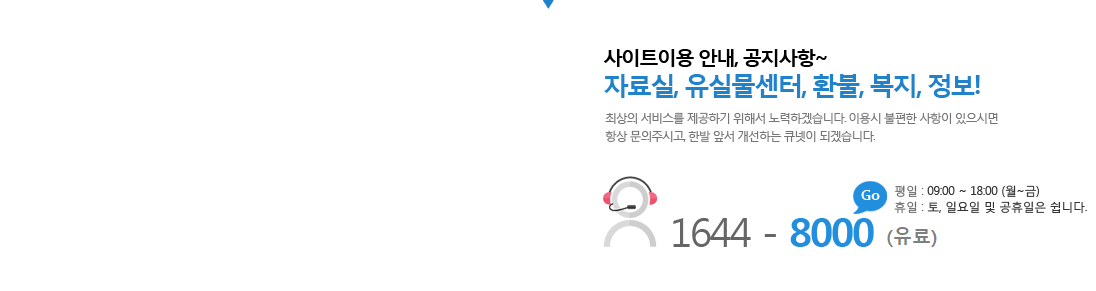 사이트이용 안내, 공지사항~
자료실, 유실물센터, 환불, 복지, 정보!
최상의 서비스를 제공하기 위해서 노력하겠습니다. 이용시 불편한 사항이 있으시면
항상 문의주시고, 한발 앞서 개선하는 큐넷이 되겠습니다.
Go
평일 : 09:00 ~ 18:00 (월~금)
휴일 : 토, 일요일 및 공휴일은 쉽니다.
1644 - 8000 (유료)